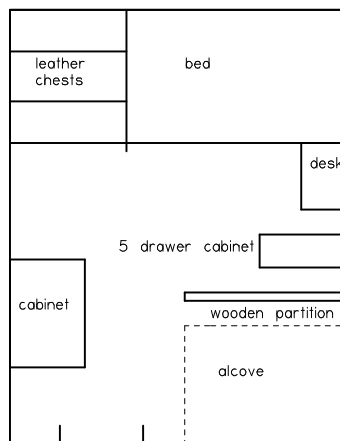 leather
chests
bed
desk
5 drawer cabinet
cabinet
wooden partition
alcove